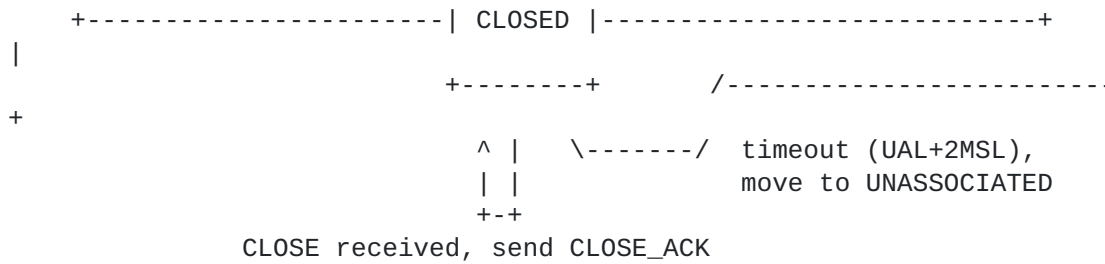 +----------------------| CLOSED |---------------------------+
|
+--------+ /------------------------
+
^ | \-------/ timeout (UAL+2MSL),
| | move to UNASSOCIATED
+-+
CLOSE received, send CLOSE_ACK